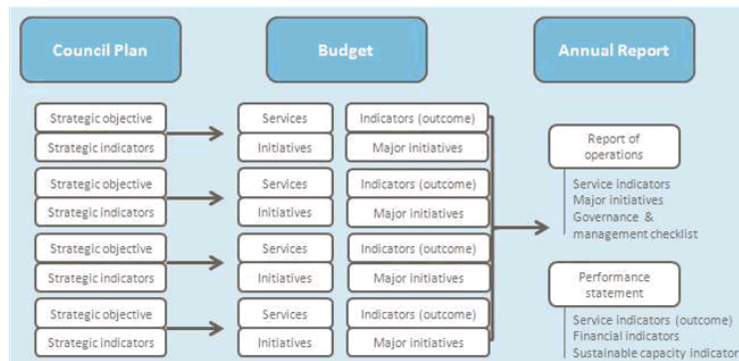 Council Plan
Budget
Annual Report
Strategic objective
Strategic indicators
Services
Initiatives
Indicators (outcome)
Major initiatives
Strategic objective
Strategic indicators
Services
Initiatives
Indicators (outcome)
Major initiatives
Strategic objective
Strategic indicators
Services
Initiatives
Indicators (outcome)
Major initiatives
Strategic objective
Strategic indicators
Services
Initiatives
Indicators (outcome)
Major initiatives
Report of
operations
Service indicators
Major initiatives
Governance &
management checklist
Performance
statement
Service indicators (outcome)
Financial indicators
Sustainable capacity indicator